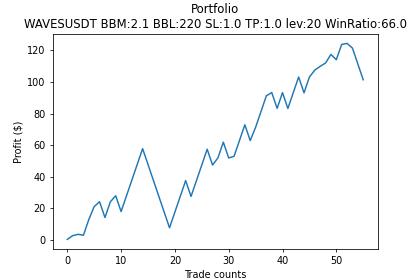 Portfolio
WAVESUSDT BBM:2.1 BBL:220 SL:1.0 TP:1.0 lev:20 WinRatio:66.0
120
100
80
60
40
20
0
Profit ($)
0 10 20 30 40 50
Trade counts